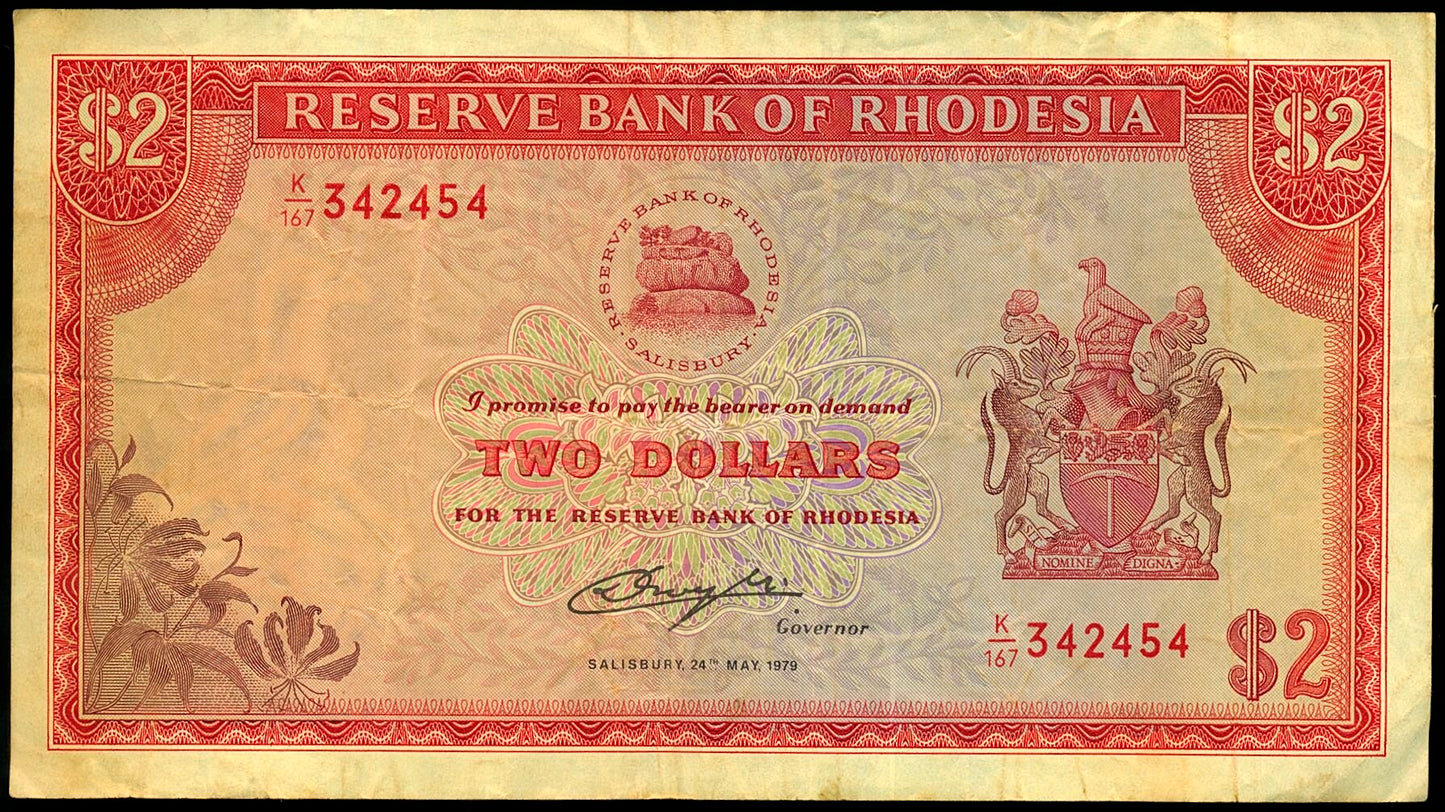 $2
RESERVE BANK OF RHODESIA
$2
K/167 342454
RESERVE BANK OF RHODESIA.
SALISBURY.
I promise to pay the bearer on demand
TWO DOLLARS
FOR THE RESERVE BANK OF RHODESIA
NOMINE DIGNA
Governor
SALISBURY, 24TH MAY, 1979
K/167 342454
$2